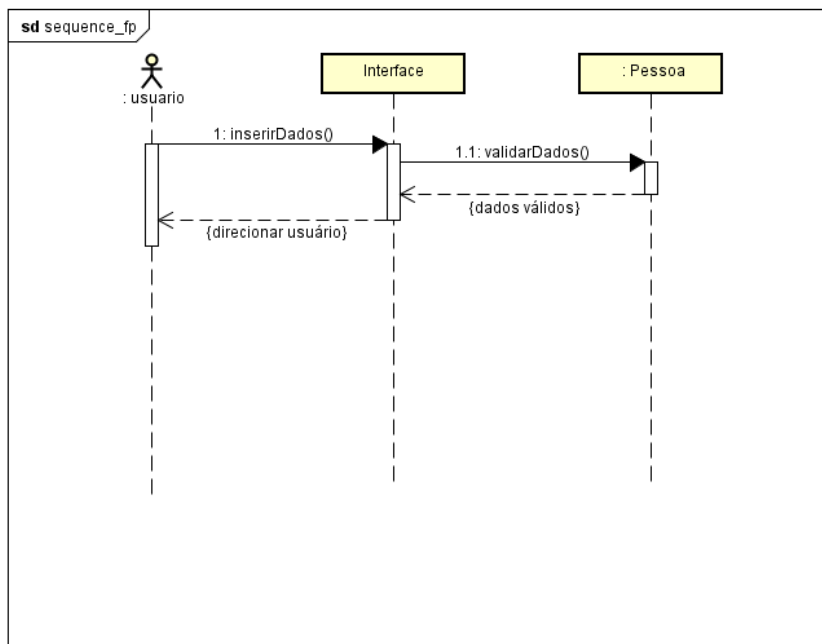 sd sequence_fp
: usuario
Interface
: Pessoa
1: inserirDados()
1.1: validarDados()
{dados válidos}
{direcionar usuário}